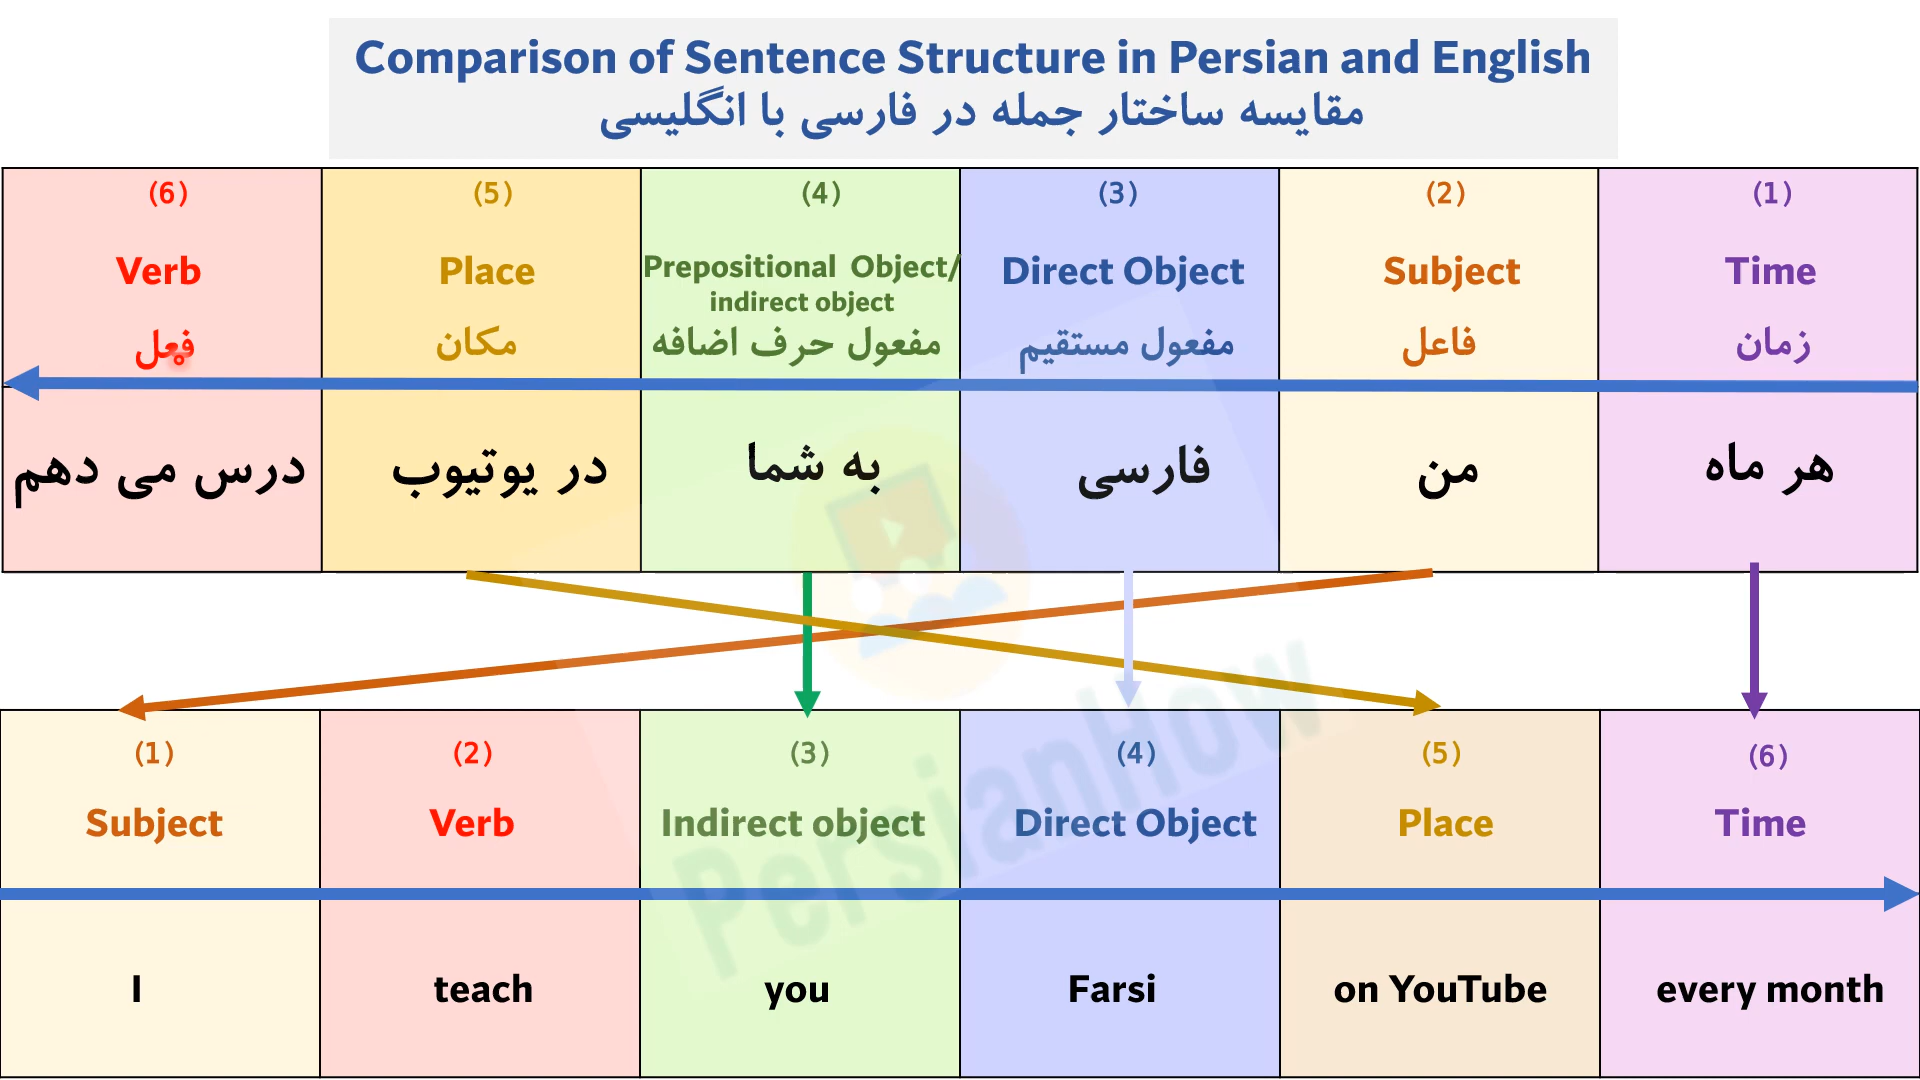 Comparison of Sentence Structure in Persian and English
مقایسه ساختار جمله در فارسی با انگلیسی
(1)
Time
زمان
(2)
Subject
فاعل
(3)
Direct Object
مفعول مستقیم
(4)
Prepositional Object/
indirect object
مفعول حرف اضافه
(5)
Place
مکان
(6)
Verb
فعل
هر ماه
من
فارسی
به شما
در یوتیوب
درس می دهم
(1)
Subject
(2)
Verb
(3)
Indirect object
(4)
Direct Object
(5)
Place
(6)
Time
I
teach
you
Farsi
on YouTube
every month
PersianHow